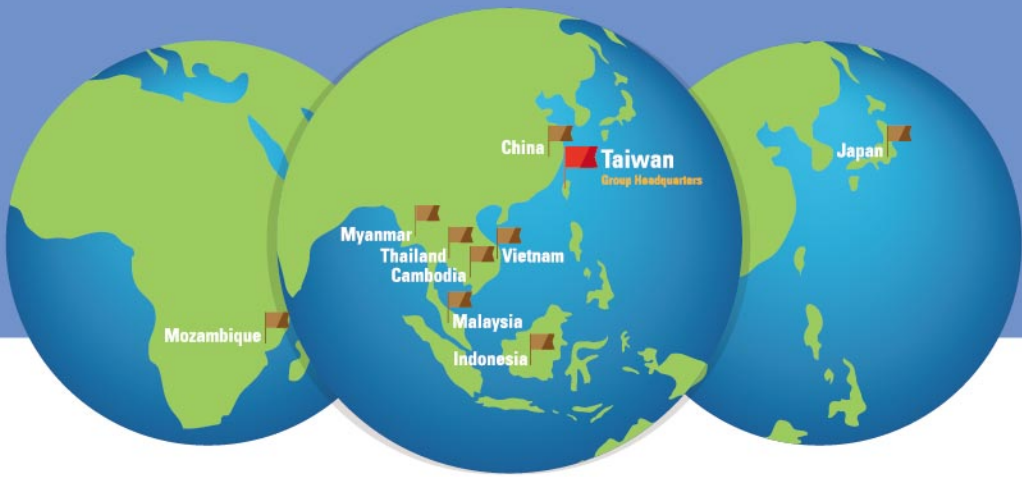 Mozambique
China
Taiwan
Group Headquarters
Myanmar
Thailand
Vietnam
Cambodia
Malaysia
Indonesia
Japan